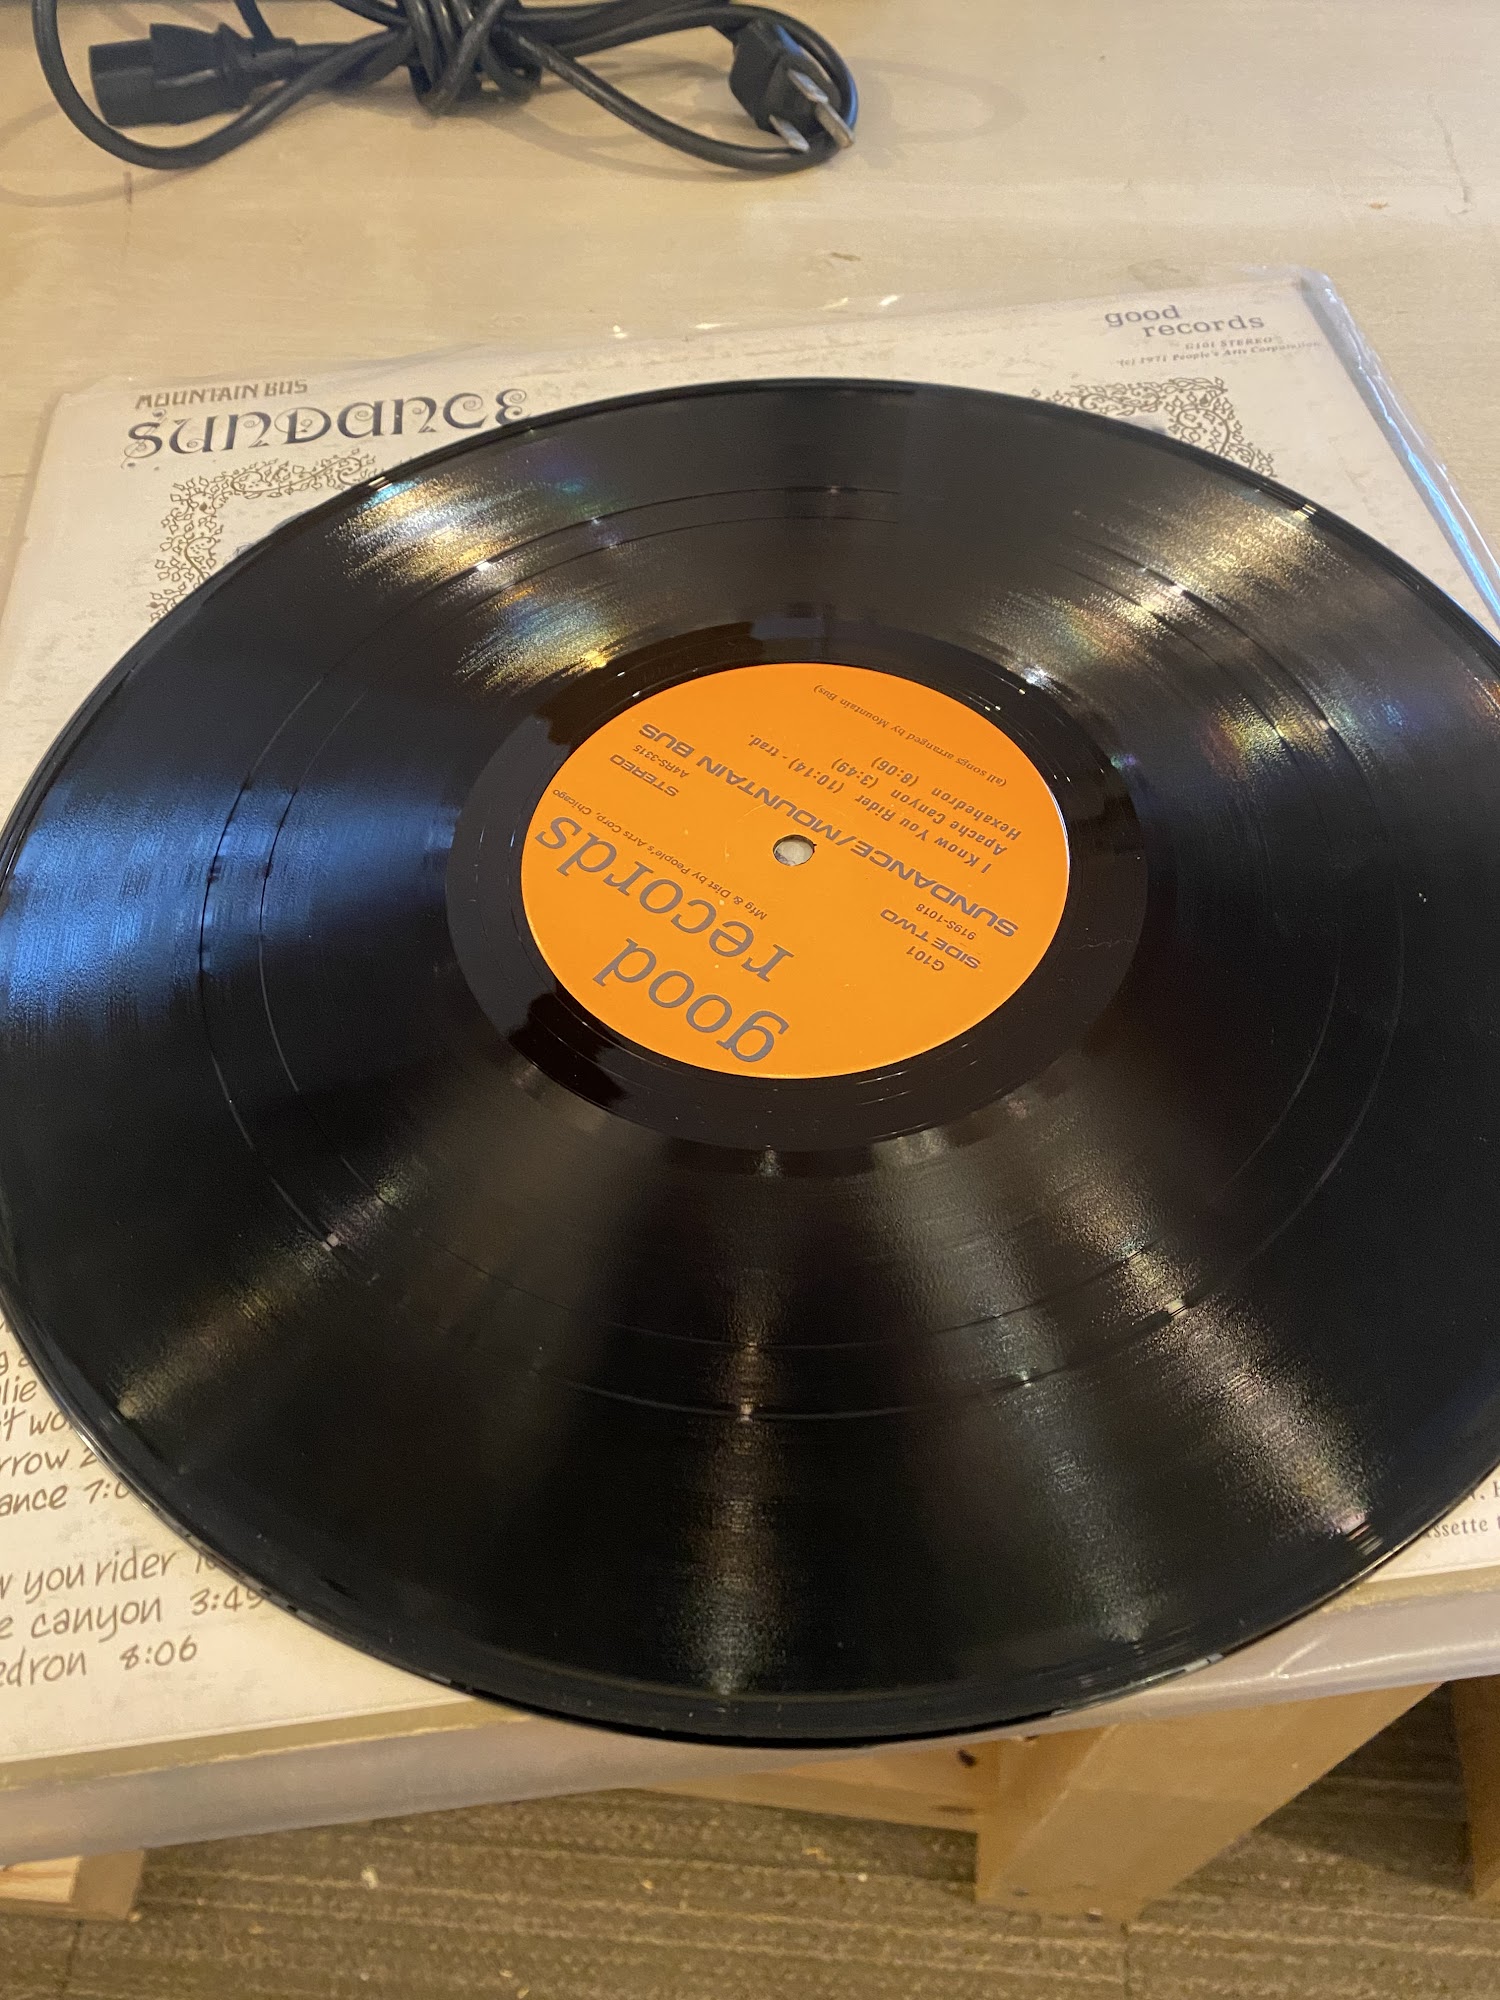 MOUNTAIN BUS
SUNDANCE
good
records
G101 STEREO
(c) 1971 People's Arts Corporation
good
records
Mfg & Dist by People's Arts Corp, Chicago
G101
STEREO
SIDE TWO
919S-1018
A4RS-3315
SUNDANCE/MOUNTAIN BUS
I Know You Rider (10:14) - trad.
Apache Canyon (3:49)
Hexahedron (8:06)
(all songs arranged by Mountain Bus)
you rider
canyon 3:49
8:06